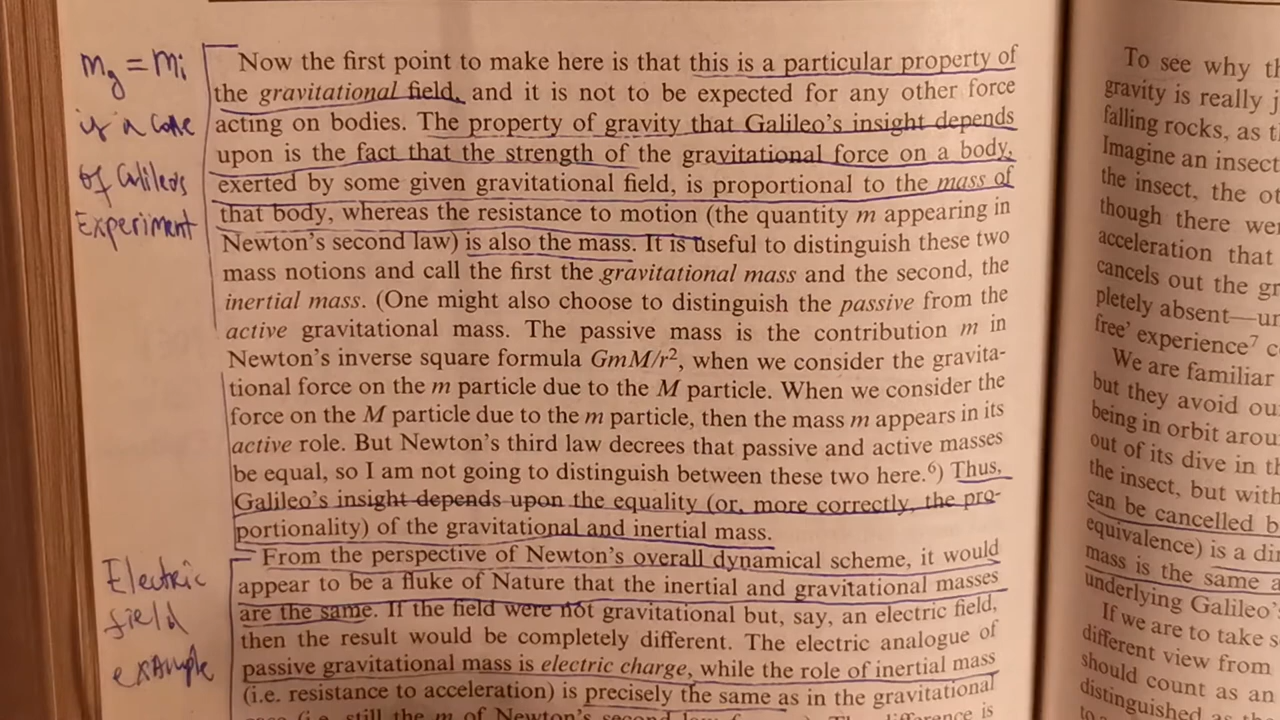 mg = mi
is a core
of Galileos
Experiment
Now the first point to make here is that this is a particular property of
the gravitational field, and it is not to be expected for any other force
acting on bodies. The property of gravity that Galileo's insight depends
upon is the fact that the strength of the gravitational force on a body,
exerted by some given gravitational field, is proportional to the mass of
that body, whereas the resistance to motion (the quantity m appearing in
Newton's second law) is also the mass. It is useful to distinguish these two
mass notions and call the first the gravitational mass and the second, the
inertial mass. (One might also choose to distinguish the passive from the
active gravitational mass. The passive mass is the contribution m in
Newton's inverse square formula GmM/r², when we consider the gravita-
tional force on the m particle due to the M particle. When we consider the
force on the M particle due to the m particle, then the mass m appears in its
active role. But Newton's third law decrees that passive and active masses
be equal, so I am not going to distinguish between these two here.⁶) Thus,
Galileo's insight depends upon the equality (or, more correctly, the pro-
portionality) of the gravitational and inertial mass.
Electric
field
example
From the perspective of Newton's overall dynamical scheme, it would
appear to be a fluke of Nature that the inertial and gravitational masses
are the same. If the field were not gravitational but, say, an electric field,
then the result would be completely different. The electric analogue of
passive gravitational mass is electric charge, while the role of inertial mass
(i.e. resistance to acceleration) is precisely the same as in the gravitational
(i.e. still the m of Newton's second
To see why
gravity is really
falling rocks, as
Imagine an insect
the insect, the
though there
acceleration that
cancels out the
pletely absent—
free' experience⁷
We are familiar
but they avoid
being in orbit
out of its dive in
the insect, but
can be cancelled
equivalence) is a
mass is the same
underlying
If we are to take
different view from
should count as an
distinguished as